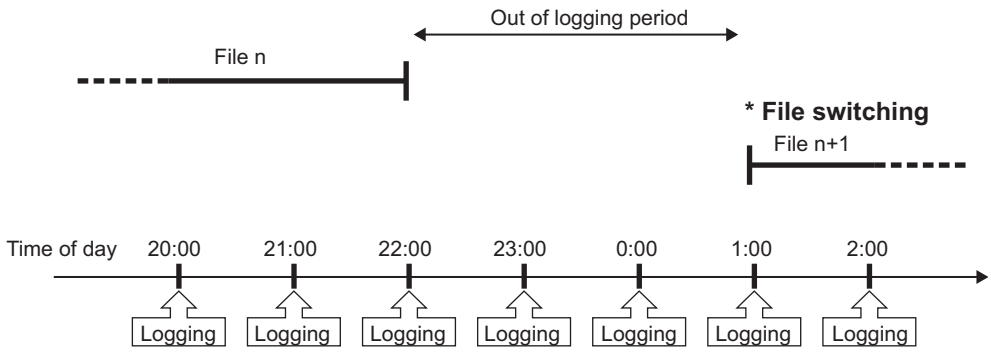 Out of logging period
File n
* File switching
File n+1
Time of day 20:00 21:00 22:00 23:00 0:00 1:00 2:00
Logging Logging Logging Logging Logging Logging Logging